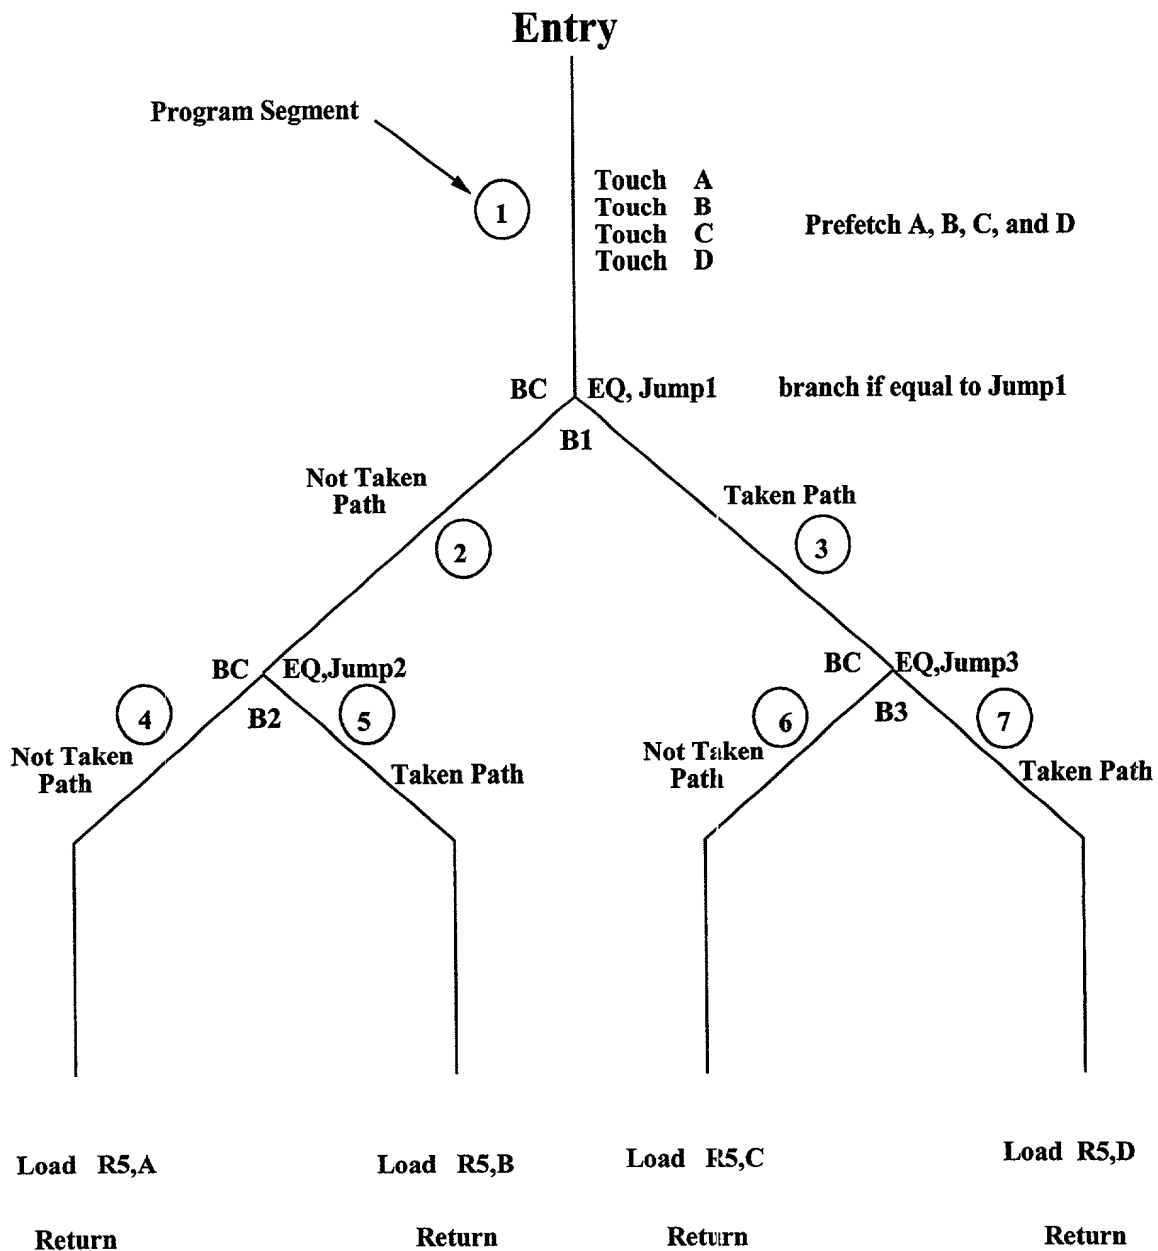 Entry
Program Segment
1
Touch A
Touch B
Touch C
Touch D
Prefetch A, B, C, and D
BC EQ, Jump1 branch if equal to Jump1
B1
Not Taken
Path
2
Taken Path
3
BC EQ,Jump2
B2
4
5
Not Taken
Path
Taken Path
BC EQ,Jump3
B3
6
7
Not Taken
Path
Taken Path
Load R5,A
Return
Load R5,B
Return
Load R5,C
Return
Load R5,D
Return